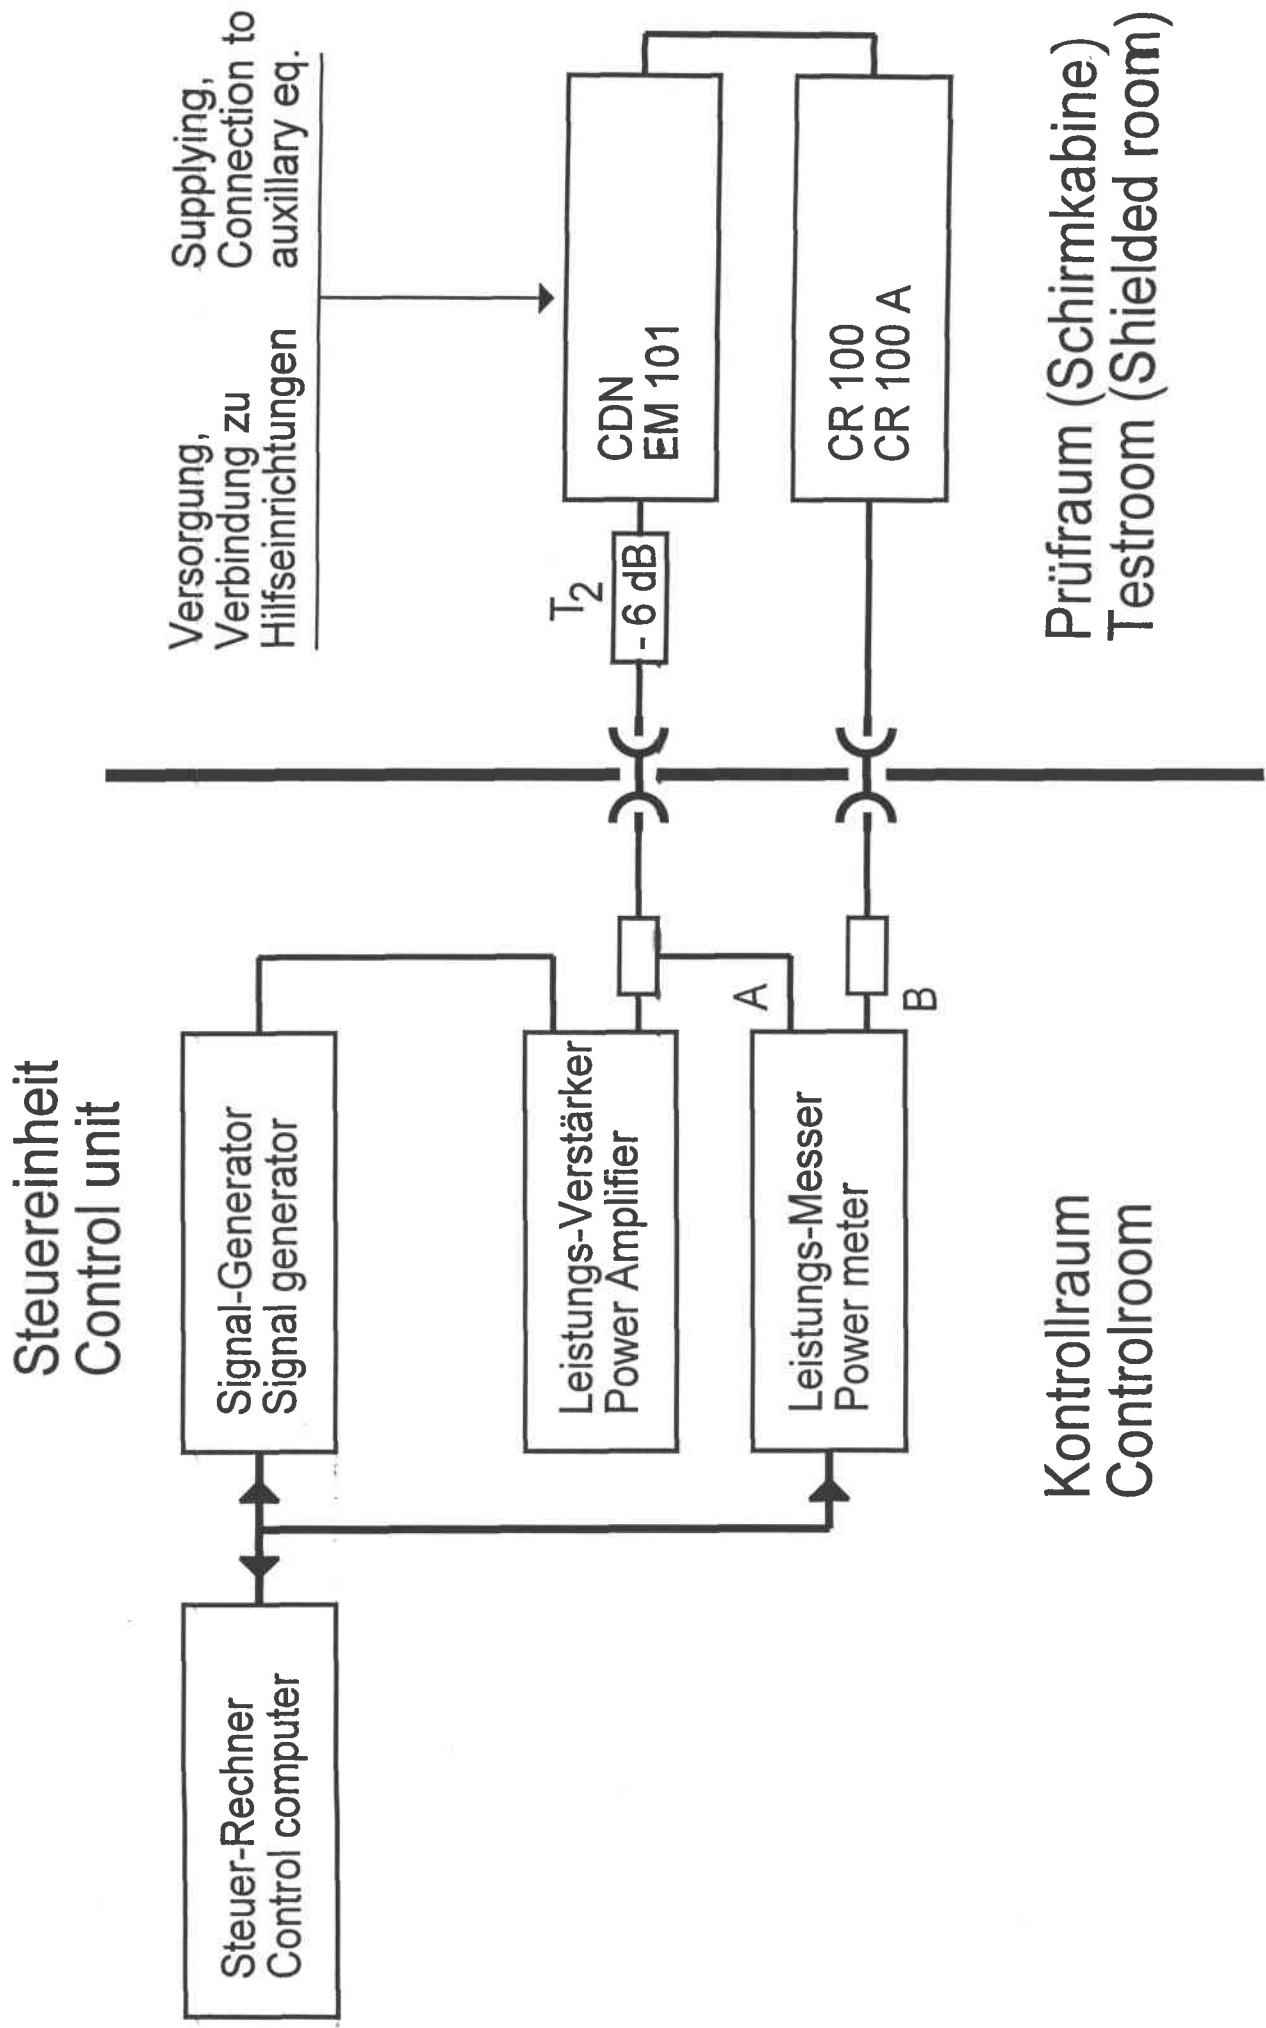 Steuereinheit
Control unit
Steuer-Rechner
Control computer
Signal-Generator
Signal generator
Leistungs-Verstärker
Power Amplifier
Leistungs-Messer
Power meter
A
B
Kontrollraum
Controlroom
Versorgung,
Verbindung zu
Hilfseinrichtungen
Supplying,
Connection to
auxillary eq.
T2
- 6 dB
CDN
EM 101
CR 100
CR 100 A
Prüfraum (Schirmkabine)
Testroom (Shielded room)